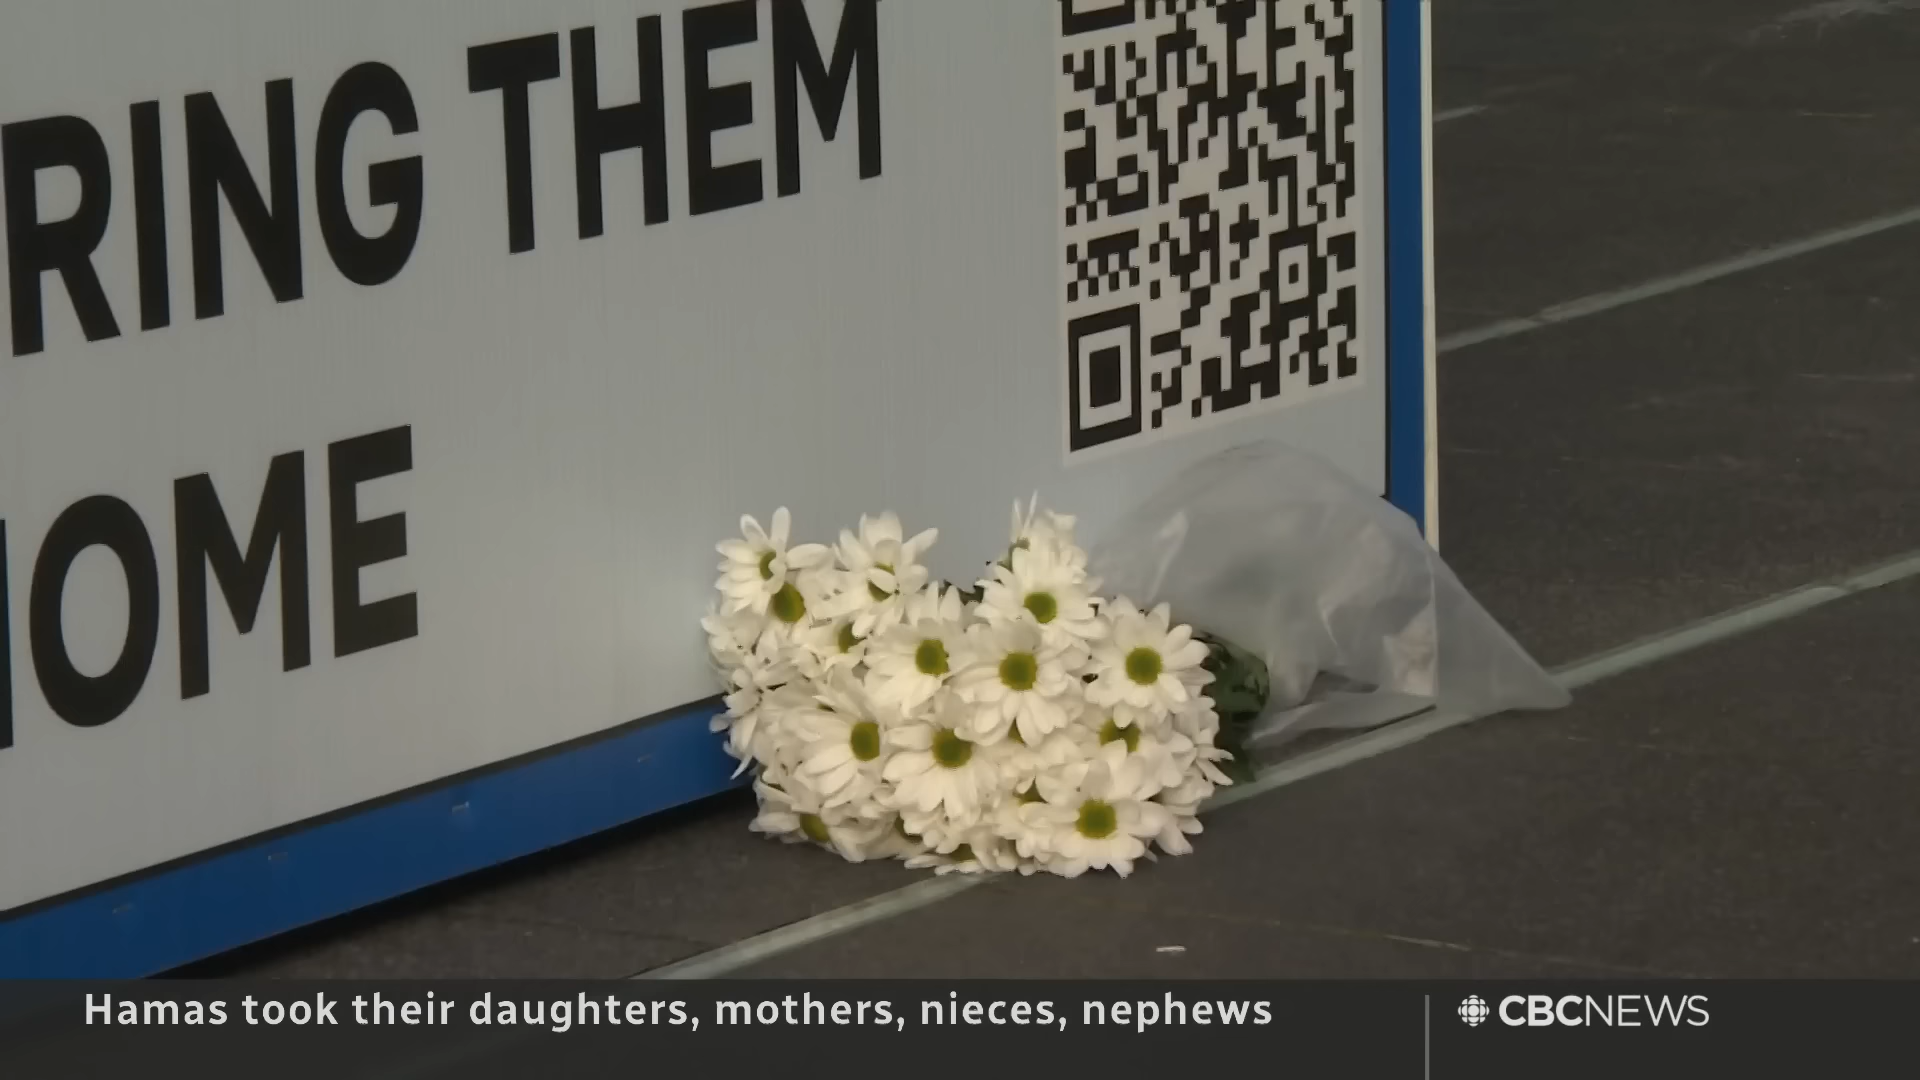 RING THEM
OME
Hamas took their daughters, mothers, nieces, nephews
CBCNEWS